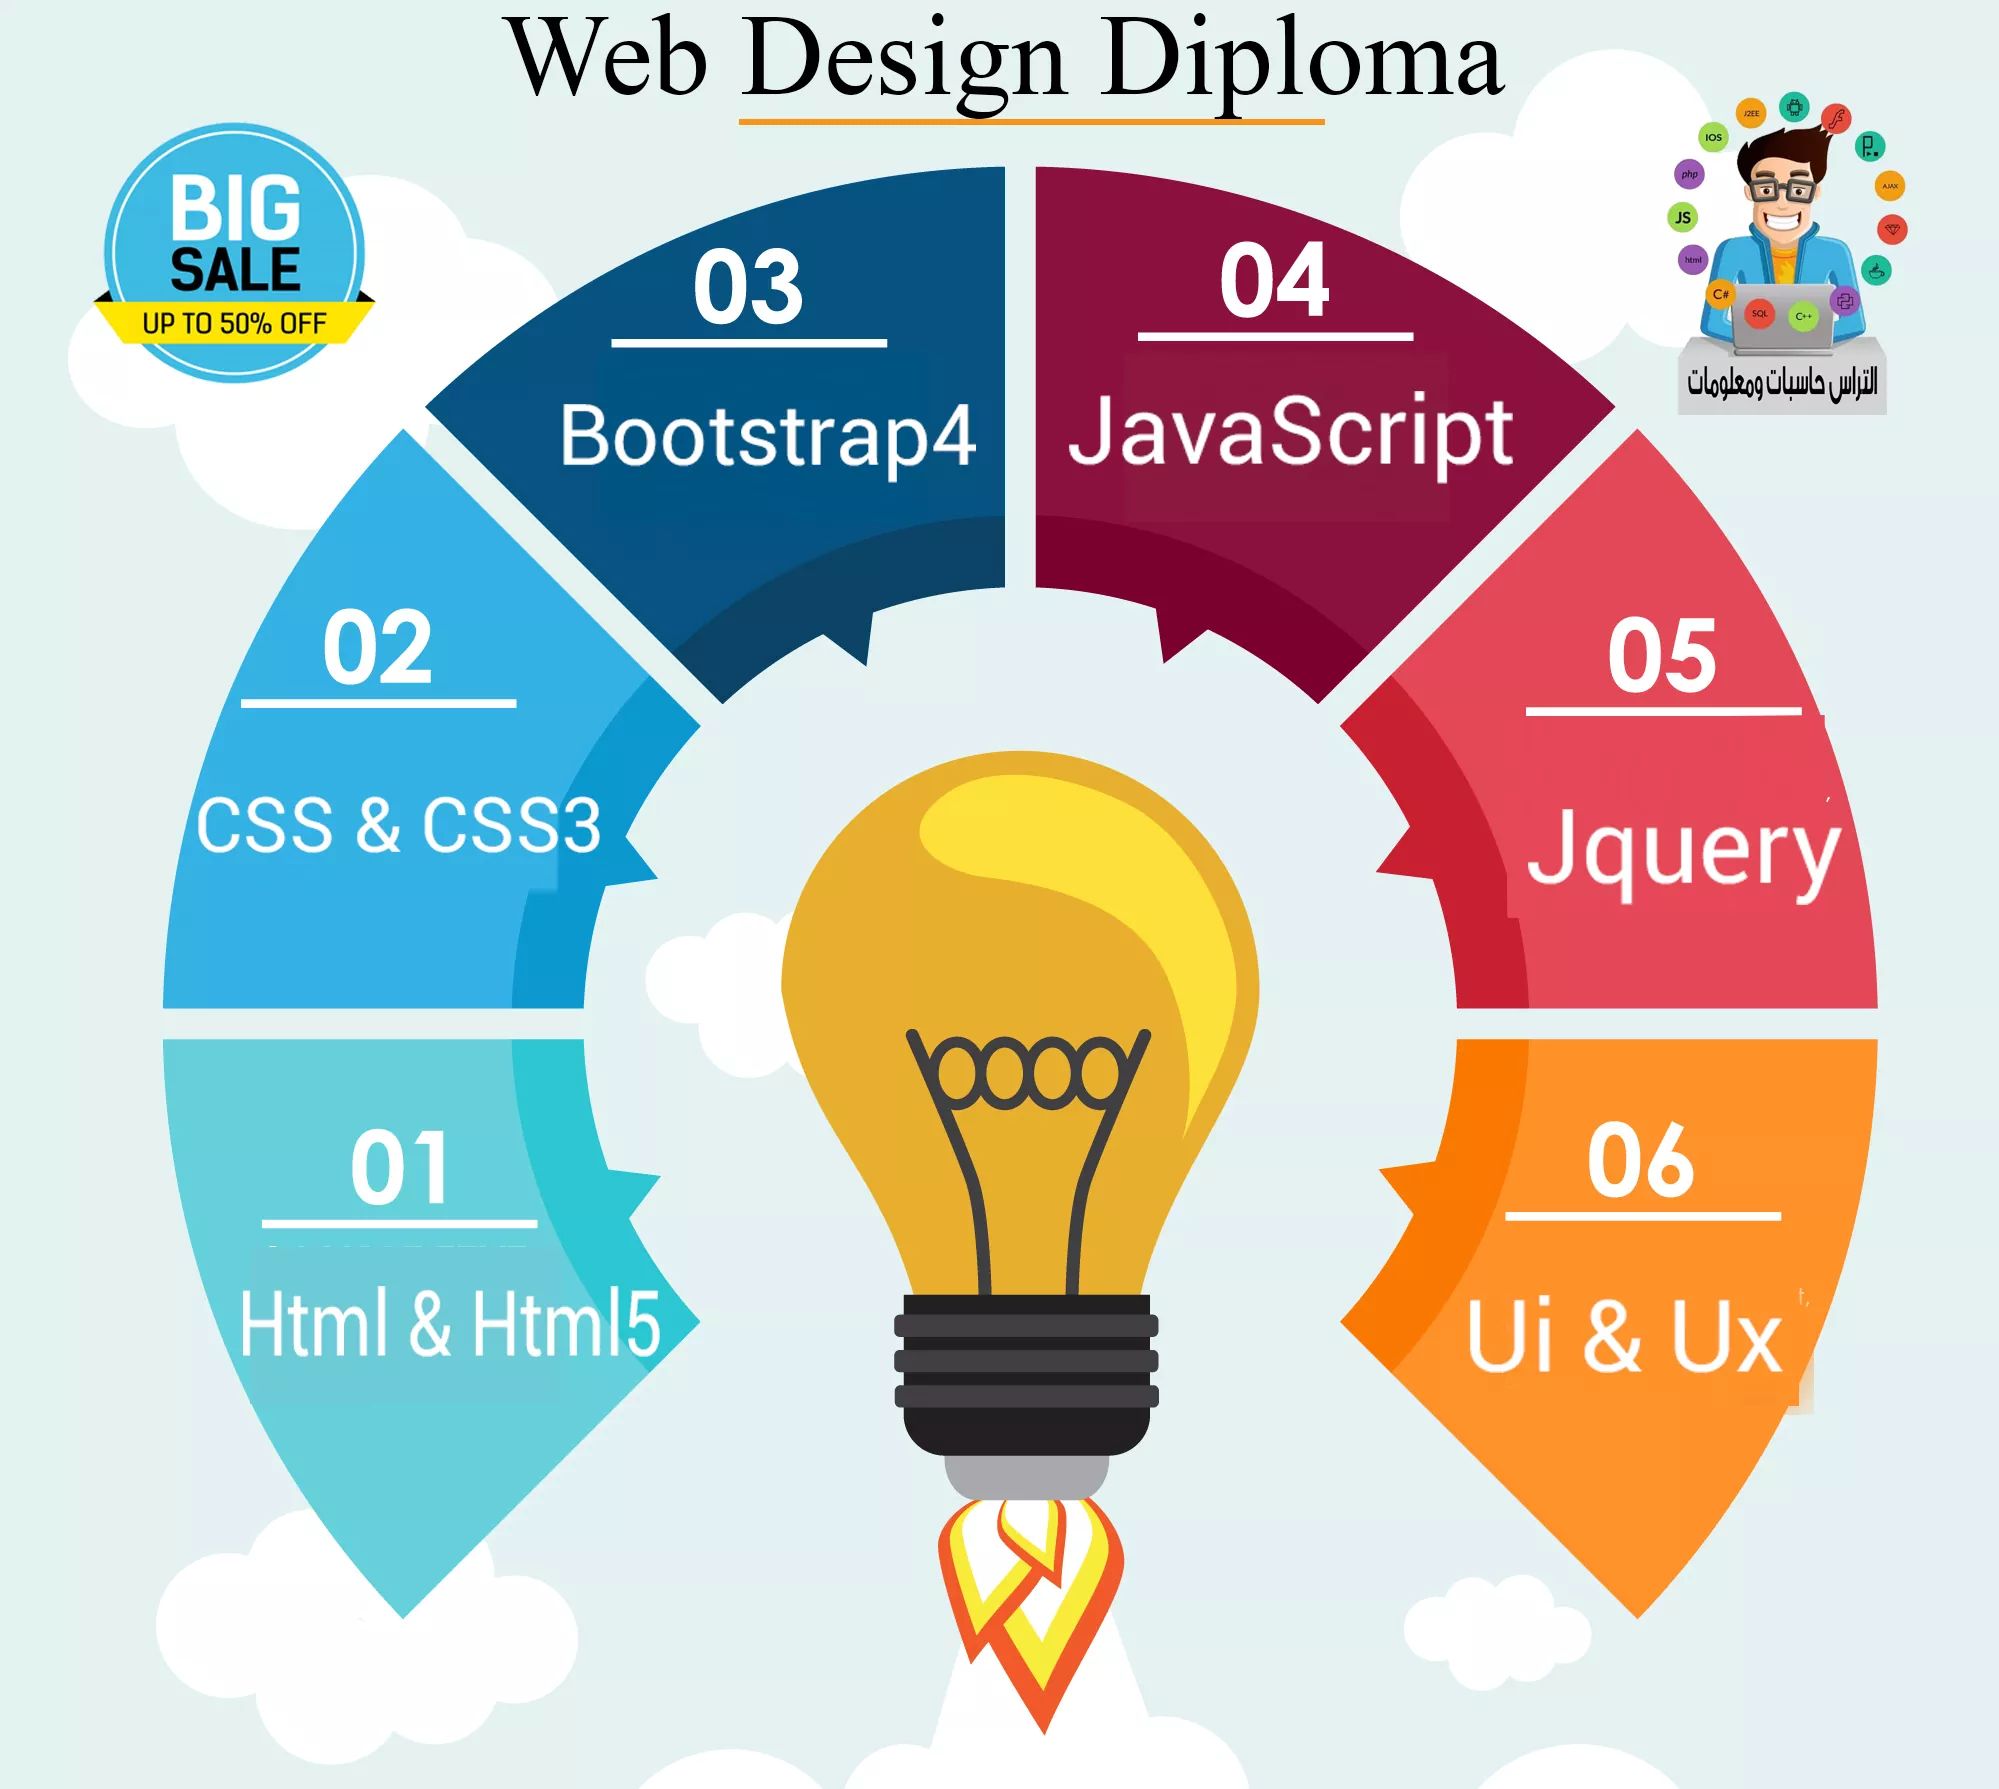 Web Design Diploma
BIG
SALE
UP TO 50% OFF
J2EE
IOS
php
JS
html
C#
SQL
C++
AJAX
التراس حاسبات ومعلومات
01
Html & Html5
02
CSS & CSS3
03
Bootstrap4
04
JavaScript
05
Jquery
06
Ui & Ux